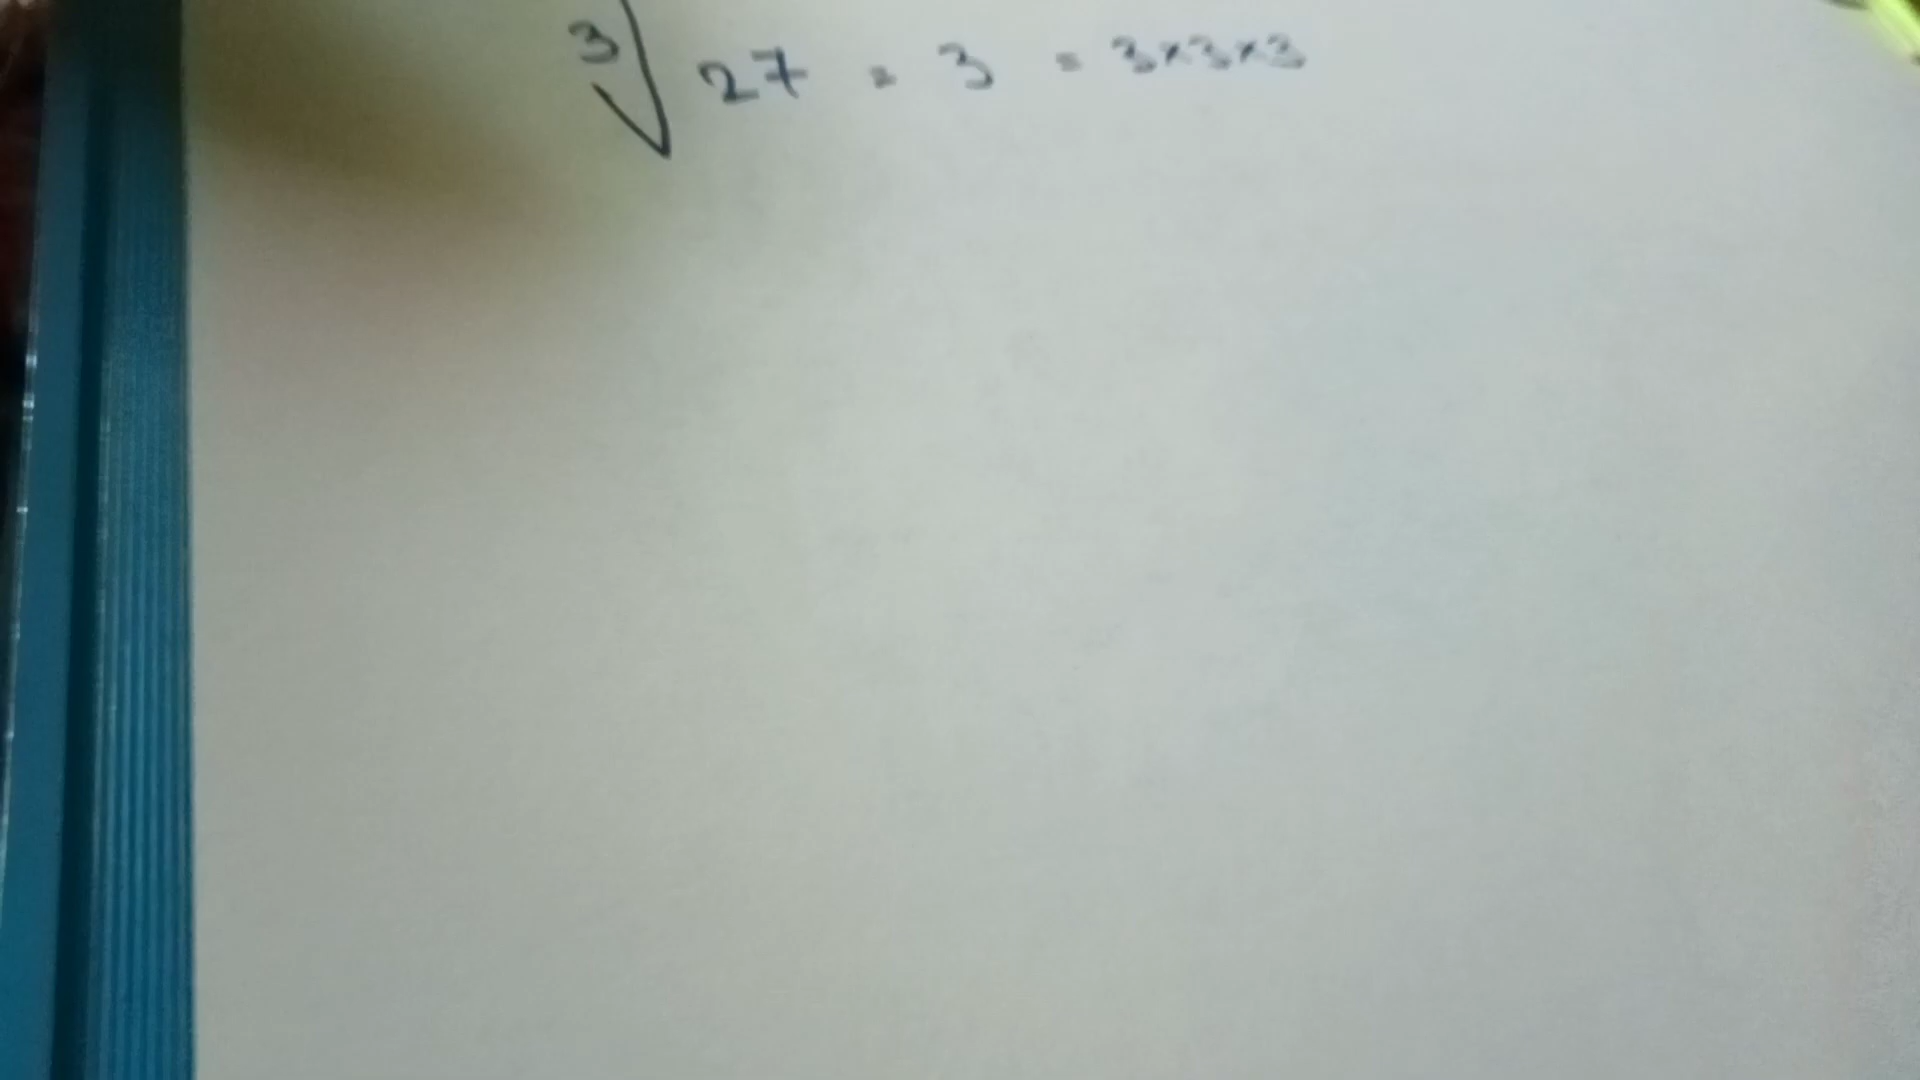 ∛27 = 3 = 3×3×3